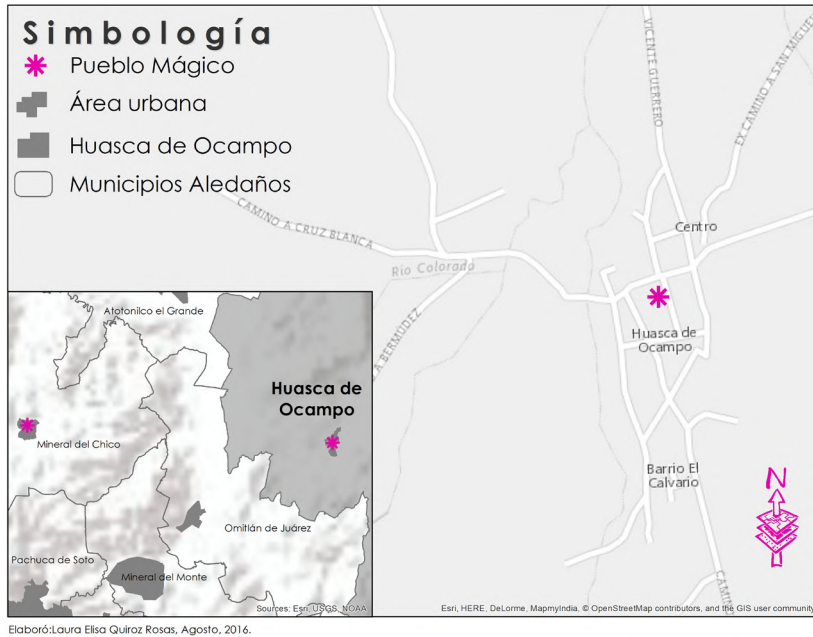 Simbología
Pueblo Mágico
Área urbana
Huasca de Ocampo
Municipios Aledaños
VICENTE GUERRERO
EX CAMINO A SAN MIGUEL
CAMINO A CRUZ BLANCA
Centro
Río Colorado
A BERMUDEZ
Huasca de
Ocampo
Barrio El
Calvario
CAMINO
N
Atotonilco el Grande
Huasca de
Ocampo
Mineral del Chico
Omitlán de Juárez
Pachuca de Soto
Mineral del Monte
Sources: Esri, USGS, NOAA
Esri, HERE, DeLorme, MapmyIndia, © OpenStreetMap contributors, and the GIS user community
Elaboró:Laura Elisa Quiroz Rosas, Agosto, 2016.